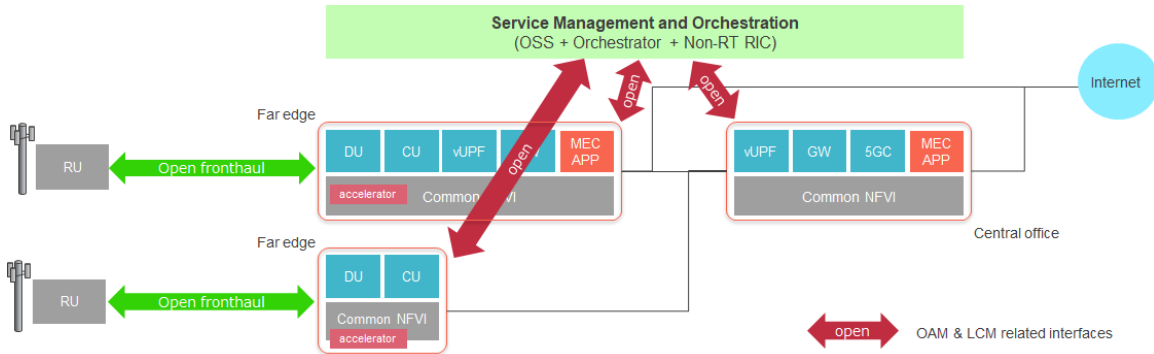 Service Management and Orchestration
(OSS + Orchestrator + Non-RT RIC)
open
open
open
Internet
Far edge
RU
Open fronthaul
DU
CU
vUPF
MEC
APP
accelerator
Common
vUPF
GW
5GC
MEC
APP
Common NFVI
Central office
Far edge
RU
Open fronthaul
DU
CU
Common NFVI
accelerator
open
OAM & LCM related interfaces